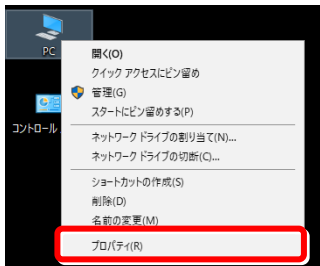 PC
コントロール
開く(O)
クイック アクセスにピン留め
管理(G)
スタートにピン留めする(P)
ネットワーク ドライブの割り当て(N)...
ネットワーク ドライブの切断(C)...
ショートカットの作成(S)
削除(D)
名前の変更(M)
プロパティ(R)